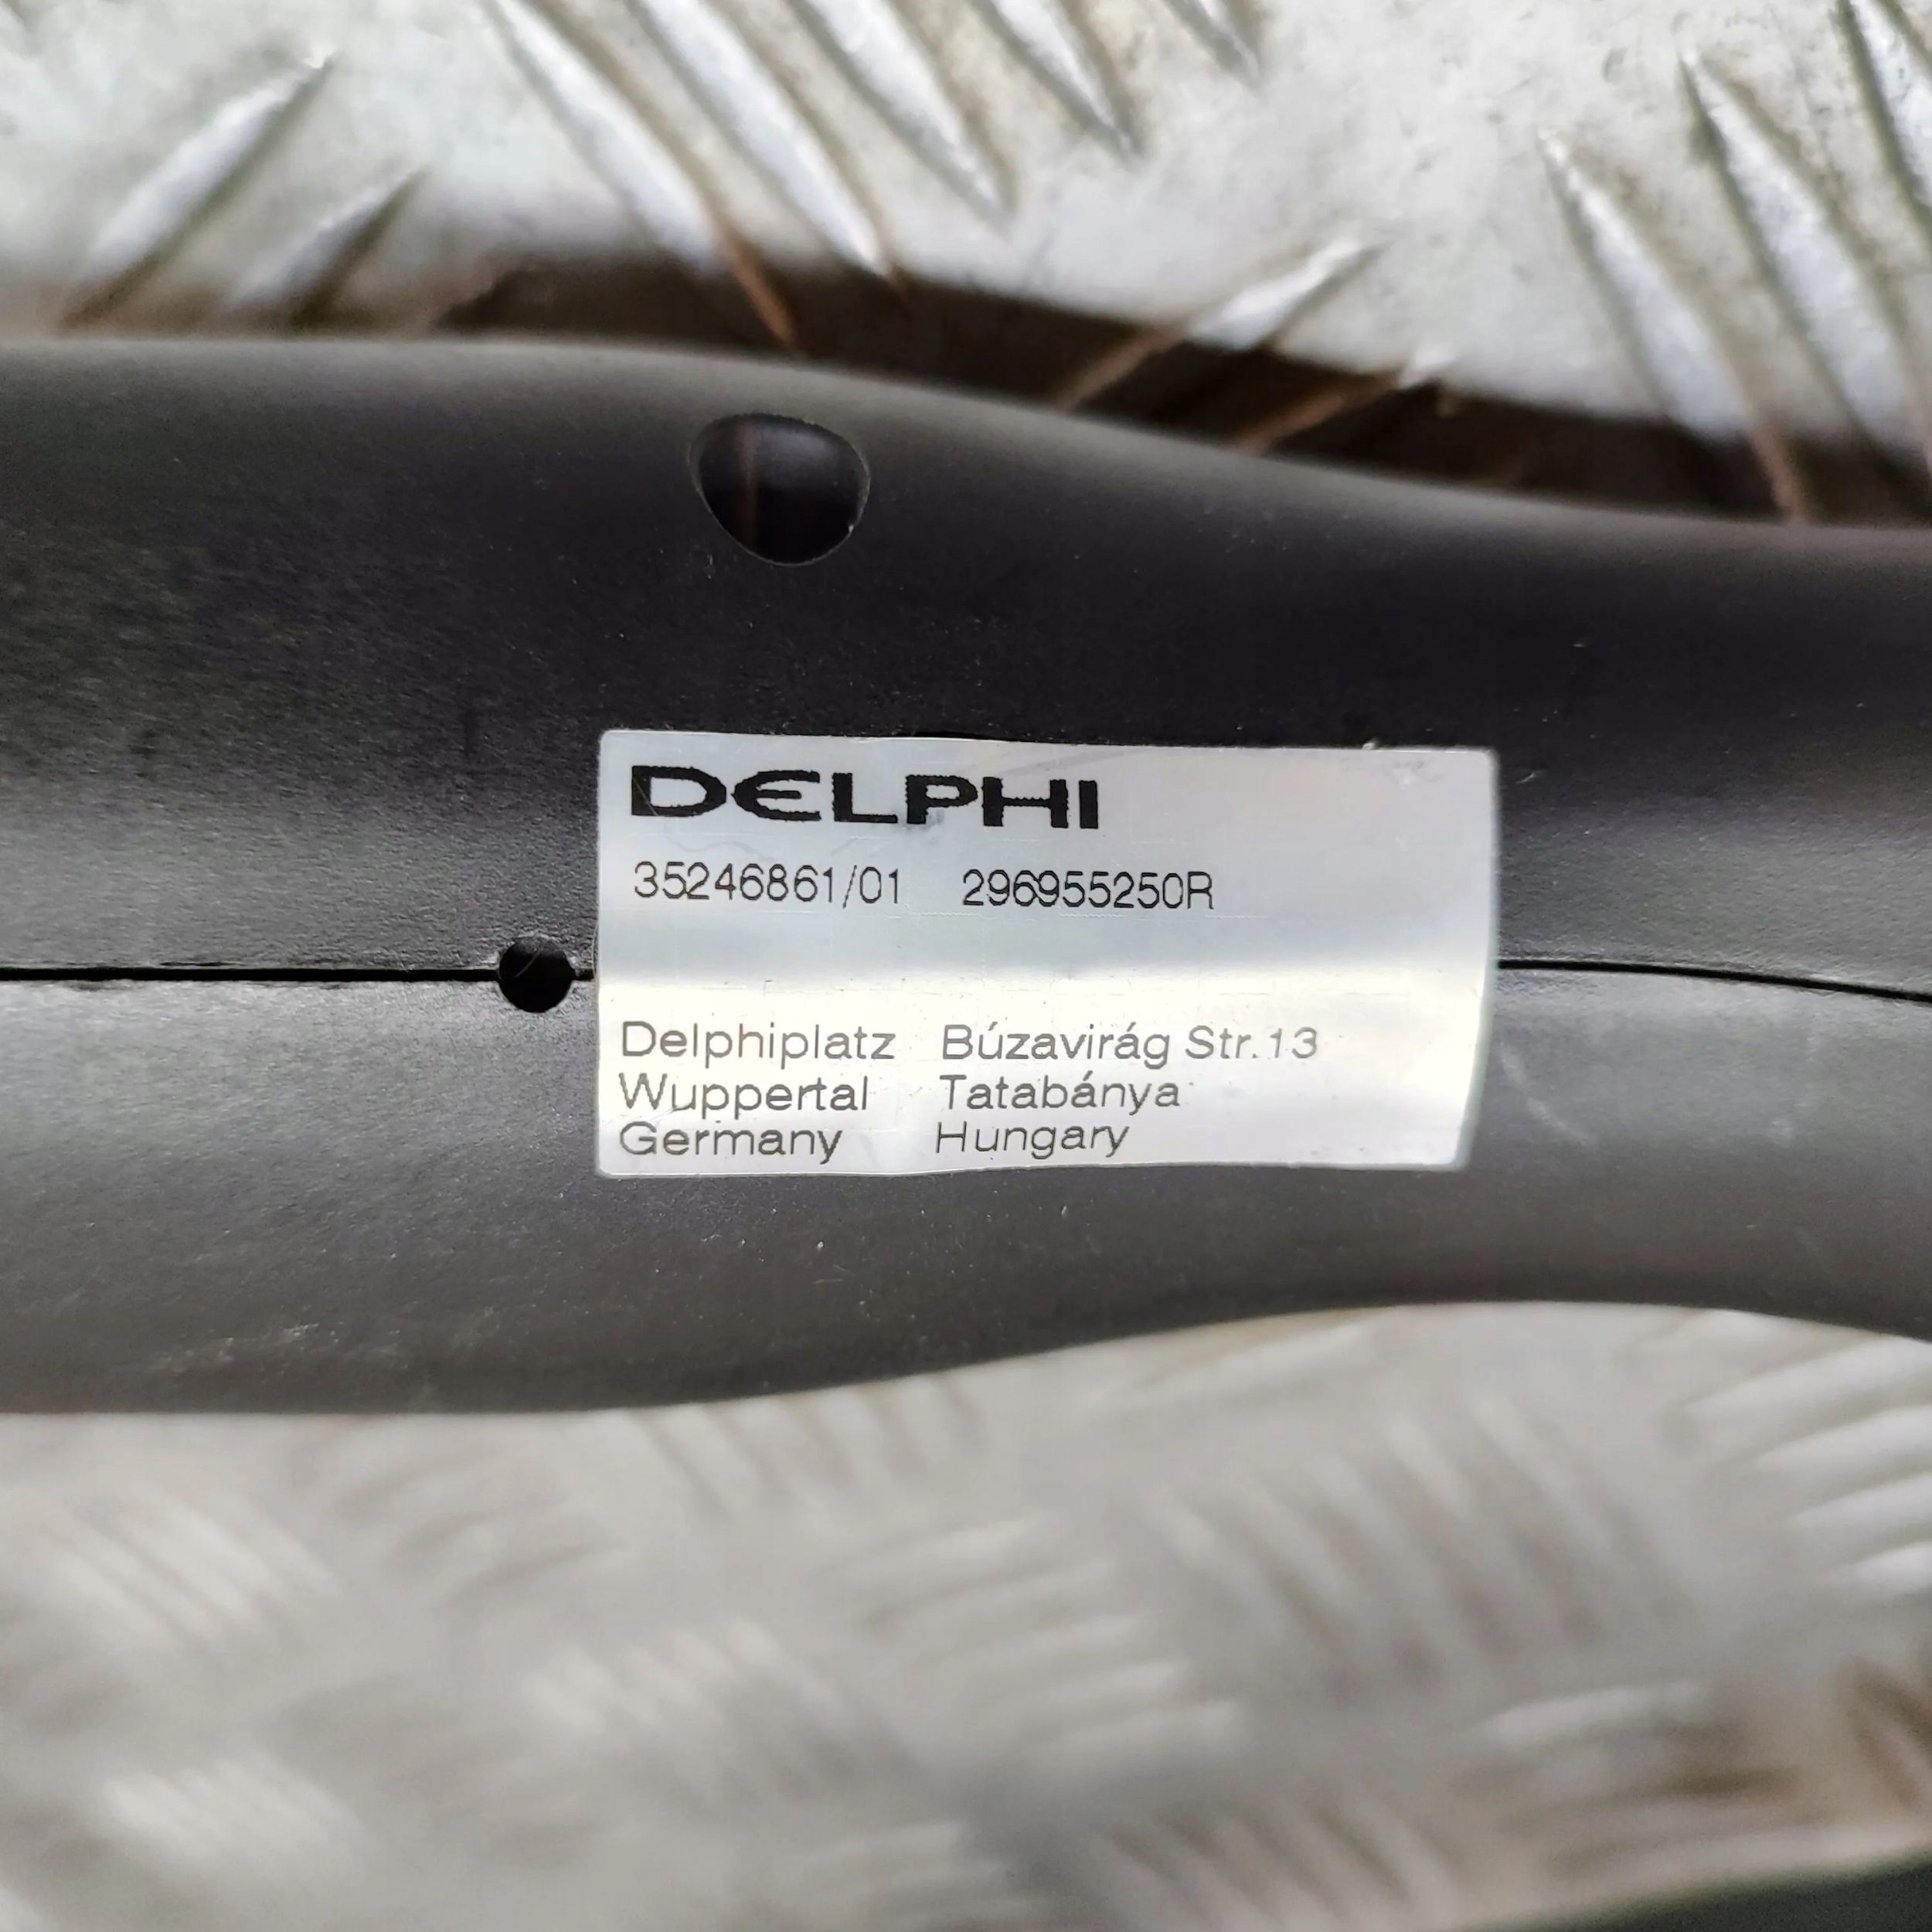 DELPHI
35246861/01 296955250R
Delphiplatz Búzavirág Str.13
Wuppertal Tatabánya
Germany Hungary